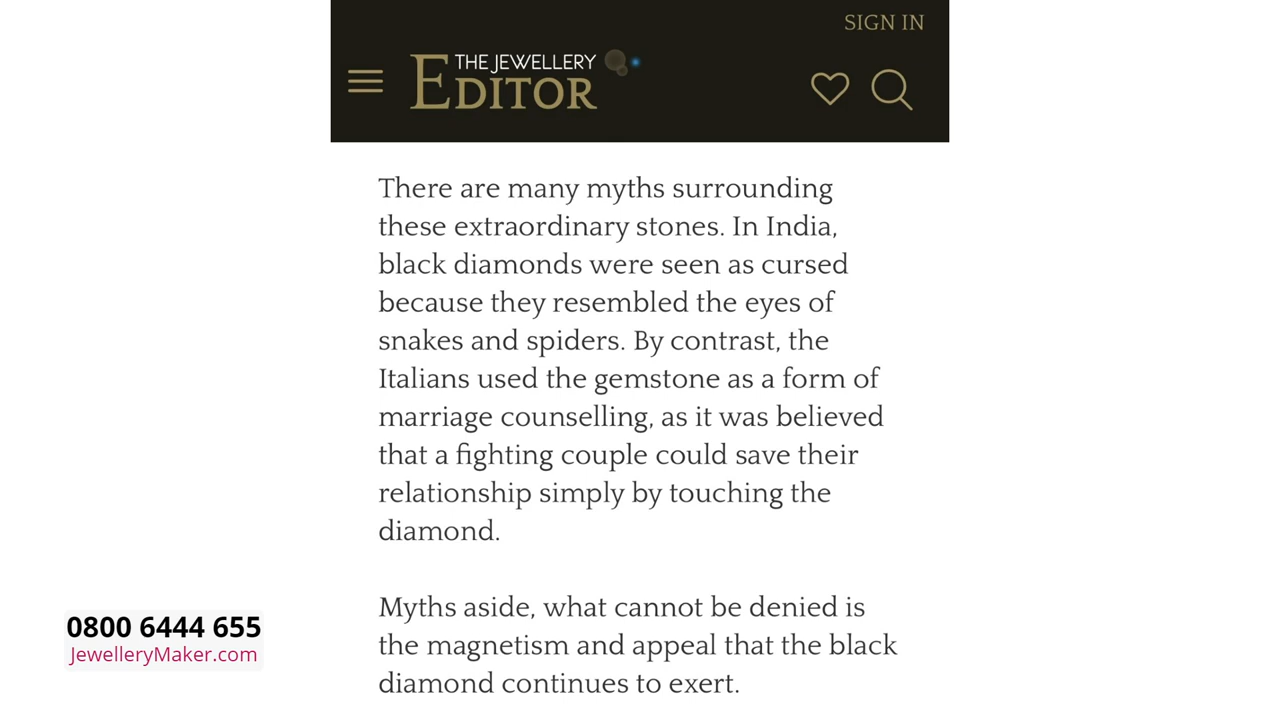 SIGN IN
THE JEWELLERY
EDITOR
There are many myths surrounding
these extraordinary stones. In India,
black diamonds were seen as cursed
because they resembled the eyes of
snakes and spiders. By contrast, the
Italians used the gemstone as a form of
marriage counselling, as it was believed
that a fighting couple could save their
relationship simply by touching the
diamond.
Myths aside, what cannot be denied is
the magnetism and appeal that the black
diamond continues to exert.
0800 6444 655
JewelleryMaker.com